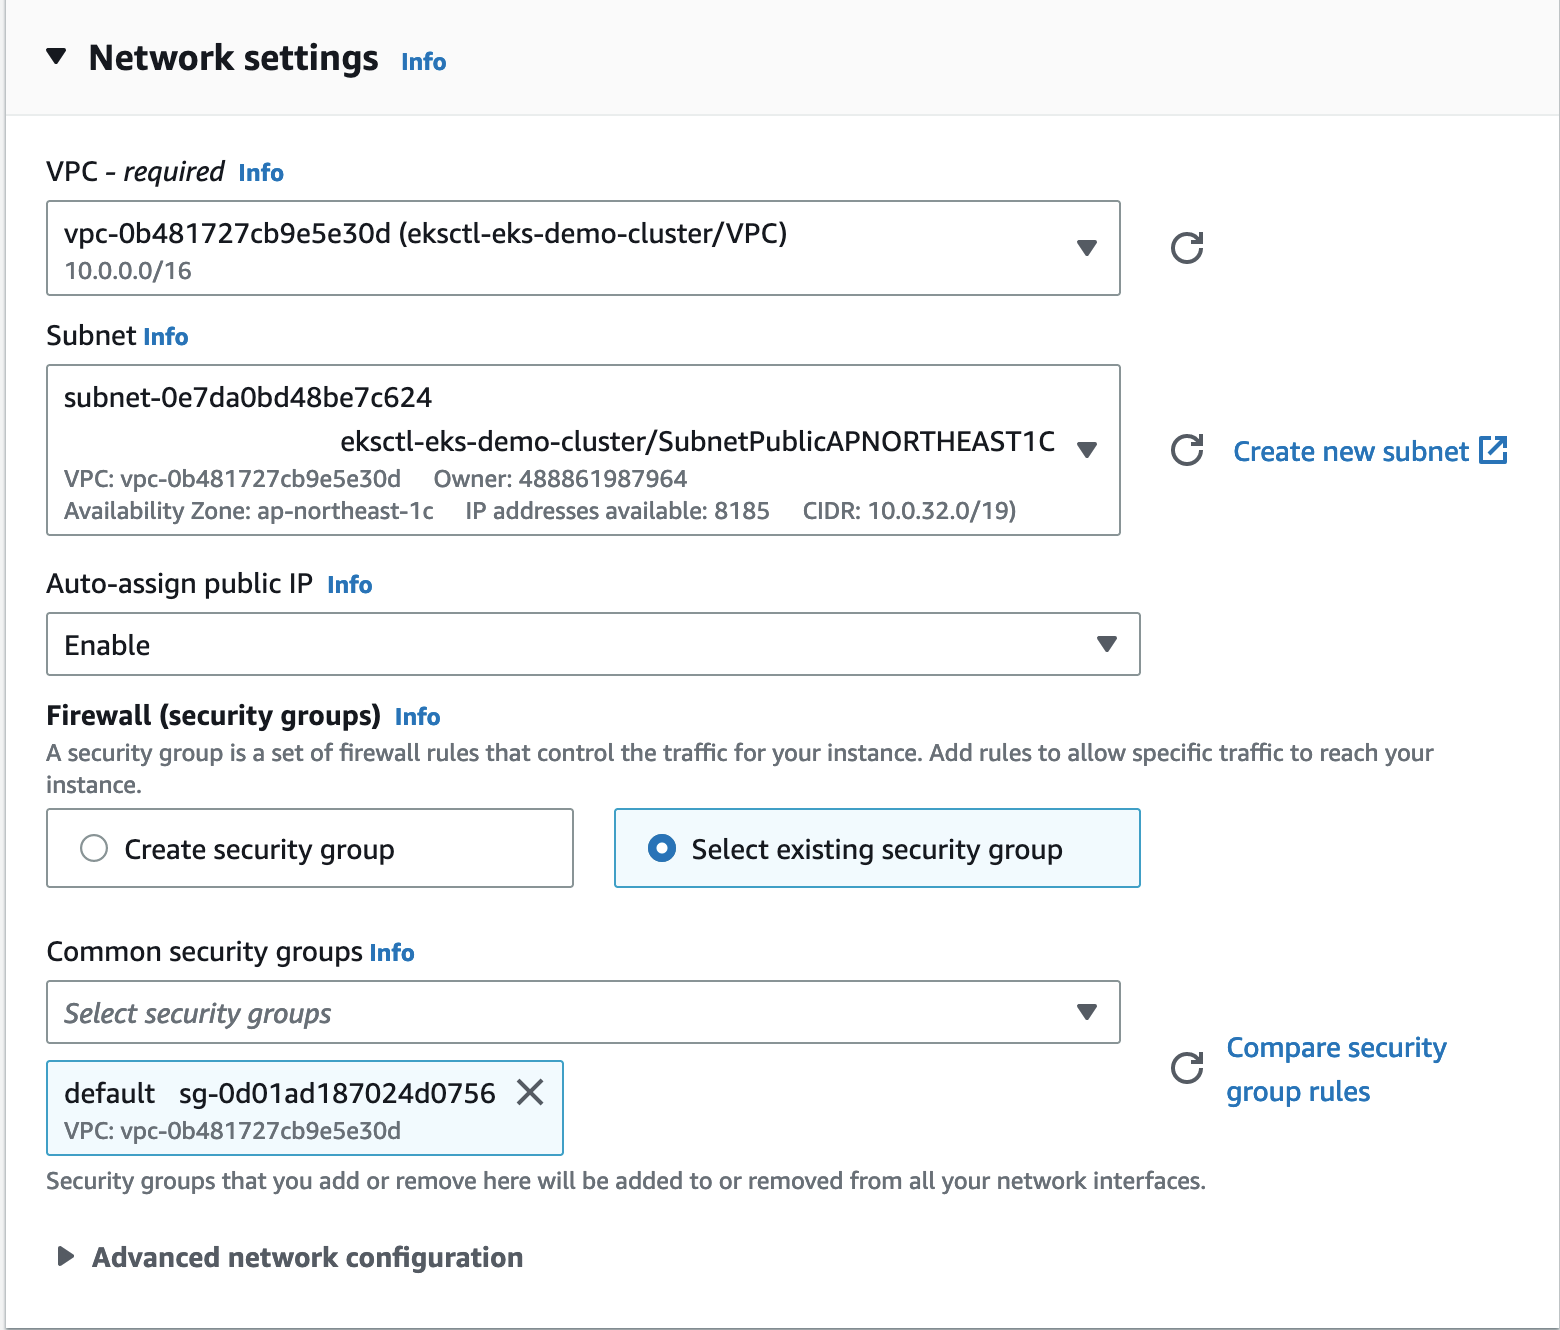 Network settings Info
VPC - required Info
vpc-0b481727cb9e5e30d (eksctl-eks-demo-cluster/VPC)
10.0.0.0/16
Subnet Info
subnet-0e7da0bd48be7c624
eksctl-eks-demo-cluster/SubnetPublicAPNORTHEAST1C
VPC: vpc-0b481727cb9e5e30d Owner: 488861987964
Availability Zone: ap-northeast-1c IP addresses available: 8185 CIDR: 10.0.32.0/19)
Create new subnet
Auto-assign public IP Info
Enable
Firewall (security groups) Info
A security group is a set of firewall rules that control the traffic for your instance. Add rules to allow specific traffic to reach your
instance.
Create security group
Select existing security group
Common security groups Info
Select security groups
default sg-0d01ad187024d0756
VPC: vpc-0b481727cb9e5e30d
Compare security
group rules
Security groups that you add or remove here will be added to or removed from all your network interfaces.
Advanced network configuration